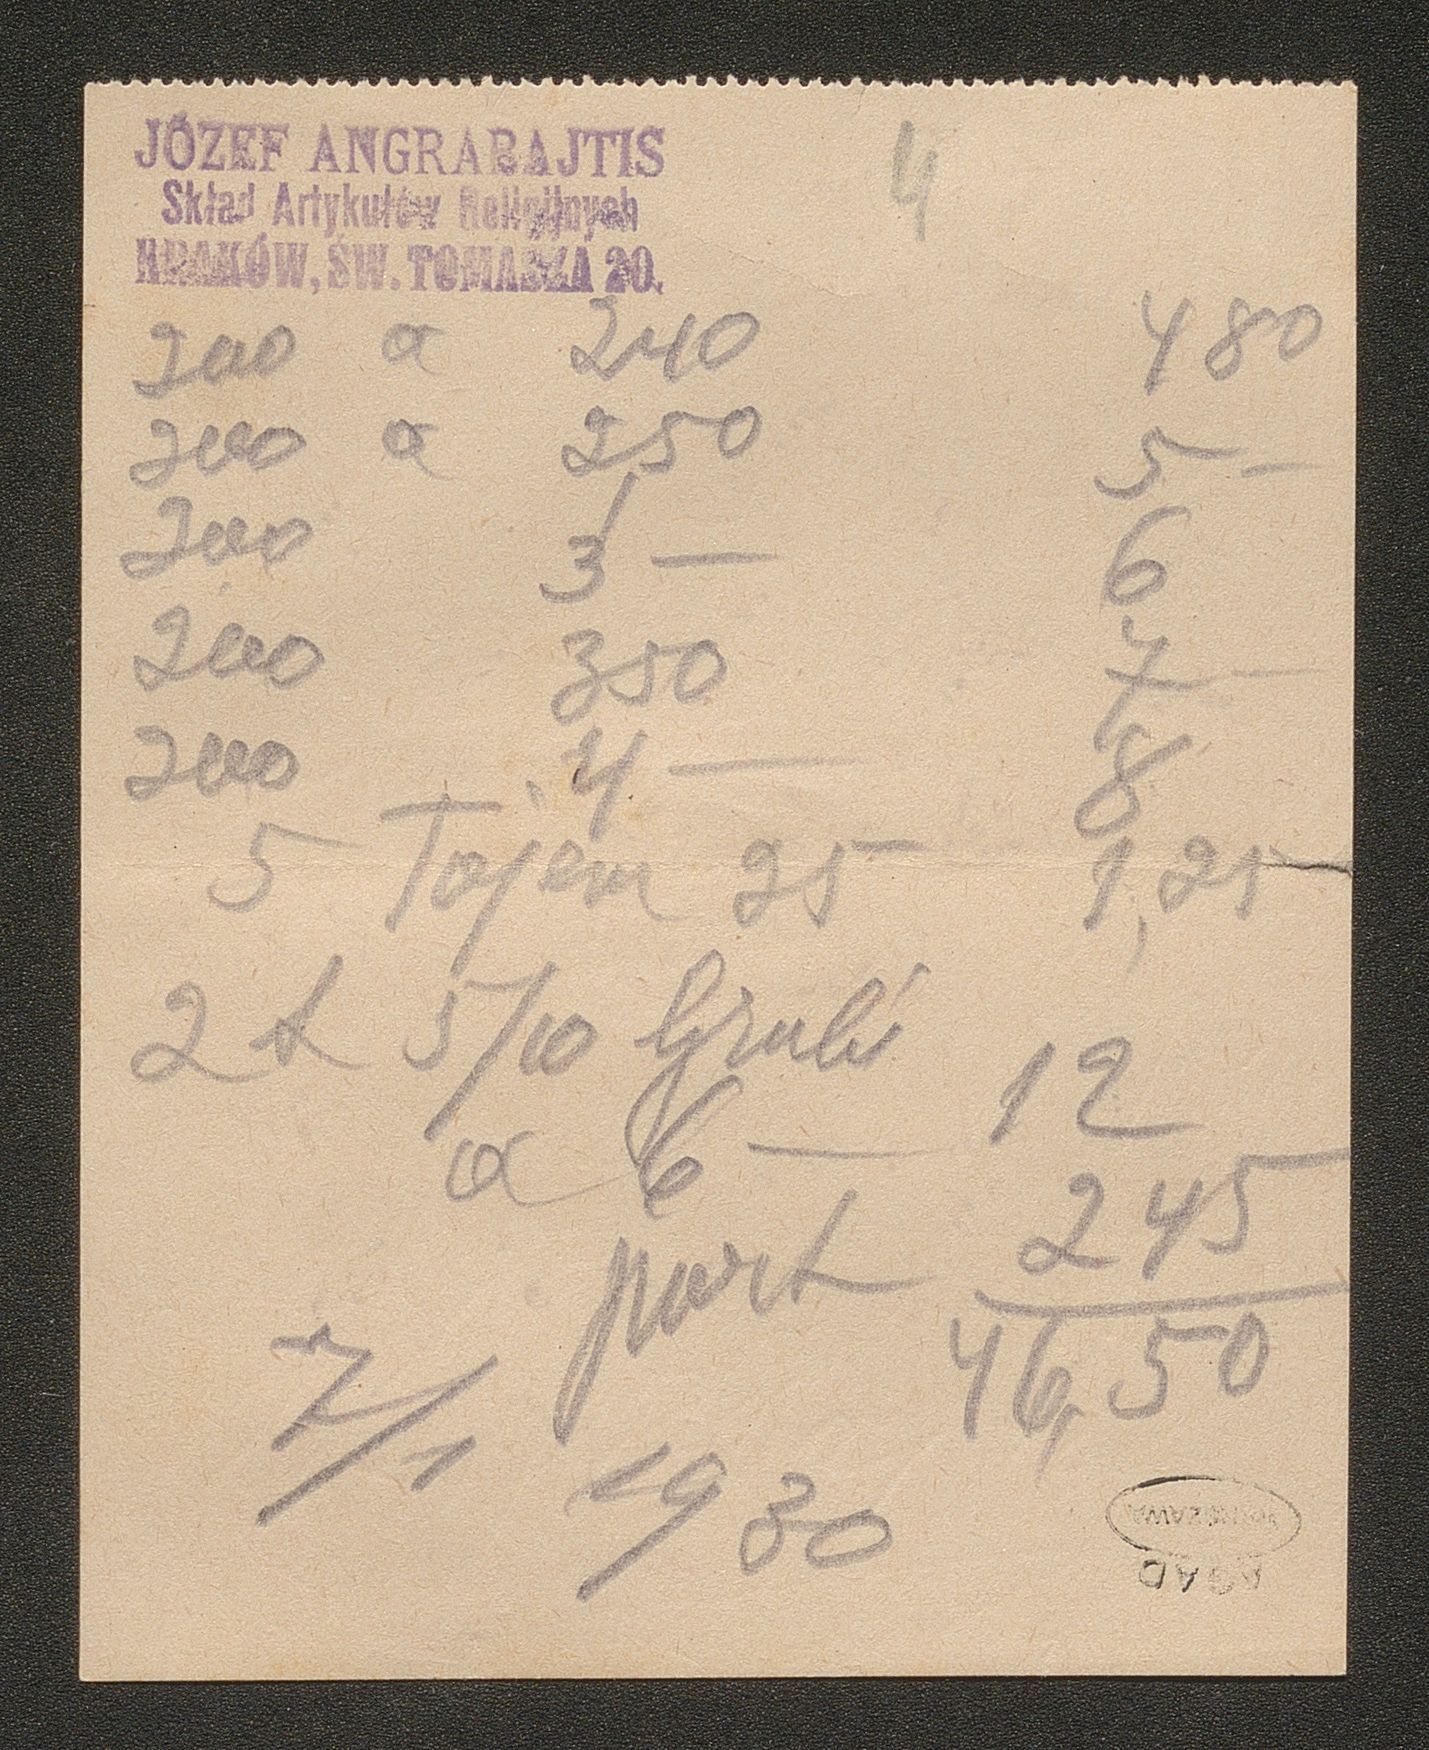 JÓZEF ANGRABAJTIS
Skład Artykułów Religijnych
KRAKÓW, ŚW. TOMASZA 20.
4
200 a 240 480
200 a 250 5 —
200 3 — 6
200 350 7 —
200 4 — 8
5 Tajem 25 1,25
2 t 5/10 Grubi
a 6 — 12
port 245
46,50
7/1 1930
WARSZAWA
AGAD